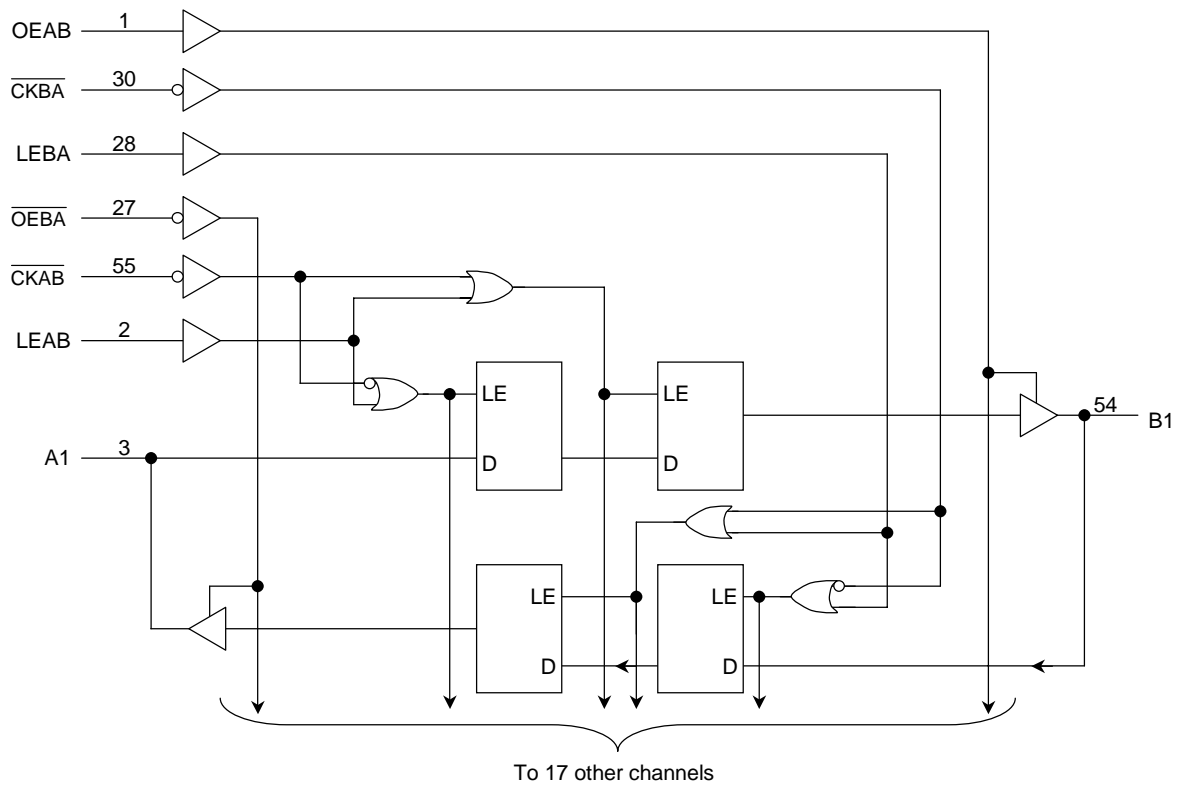 OEAB 1
CKBA 30
LEBA 28
OEBA 27
CKAB 55
LEAB 2
LE LE
54 B1
A1 3 D D
LE LE
D D
To 17 other channels